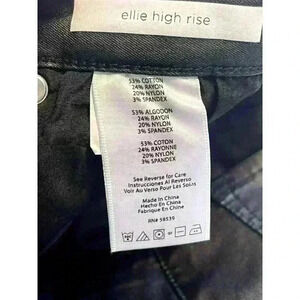 ellie high rise
53% COTTON
24% RAYON
20% NYLON
3% SPANDEX
53% ALGODON
24% RAYON
20% NYLON
3% SPANDEX
53% COTON
24% RAYONNE
20% NYLON
3% SPANDEX
See Reverse for Care
Instrucciones Al Reverso
Voir Au Verso Pour Les Soins
Made In China
Hecho En China
Fabrique En China
RN# 58539